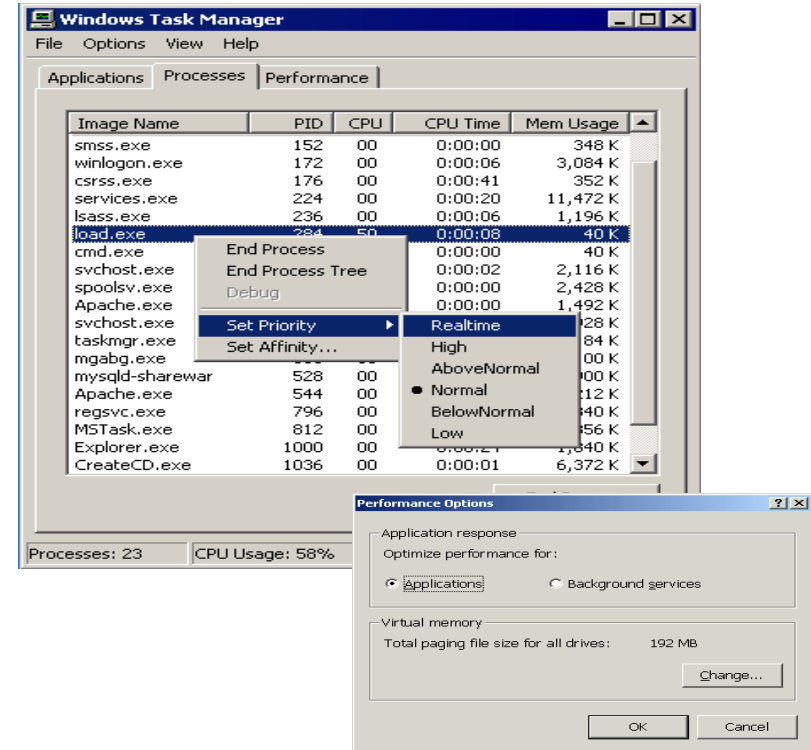 Windows Task Manager
File Options View Help
Applications Processes Performance
Image Name PID CPU CPU Time Mem Usage
smss.exe 152 00 0:00:00 348 K
winlogon.exe 172 00 0:00:06 3,084 K
csrss.exe 176 00 0:00:41 352 K
services.exe 224 00 0:00:20 11,472 K
lsass.exe 236 00 0:00:06 1,196 K
load.exe 284 50 0:00:08 40 K
cmd.exe End Process 0:00:00 40 K
svchost.exe End Process Tree 0:00:02 2,116 K
spoolsv.exe Debug 0:00:00 2,428 K
Apache.exe 0:00:00 1,492 K
svchost.exe Set Priority Realtime 928 K
taskmgr.exe Set Affinity... High 84 K
mgabg.exe AboveNormal 00 K
mysqld-sharewar 528 00 Normal 000 K
Apache.exe 544 00 212 K
regsvc.exe 796 00 BelowNormal 840 K
MSTask.exe 812 00 Low 356 K
Explorer.exe 1000 00
CreateCD.exe 1036 00 0:00:01 6,372 K
Processes: 23 CPU Usage: 58%
Performance Options
Application response
Optimize performance for:
Applications Background services
Virtual memory
Total paging file size for all drives: 192 MB
Change...
OK Cancel